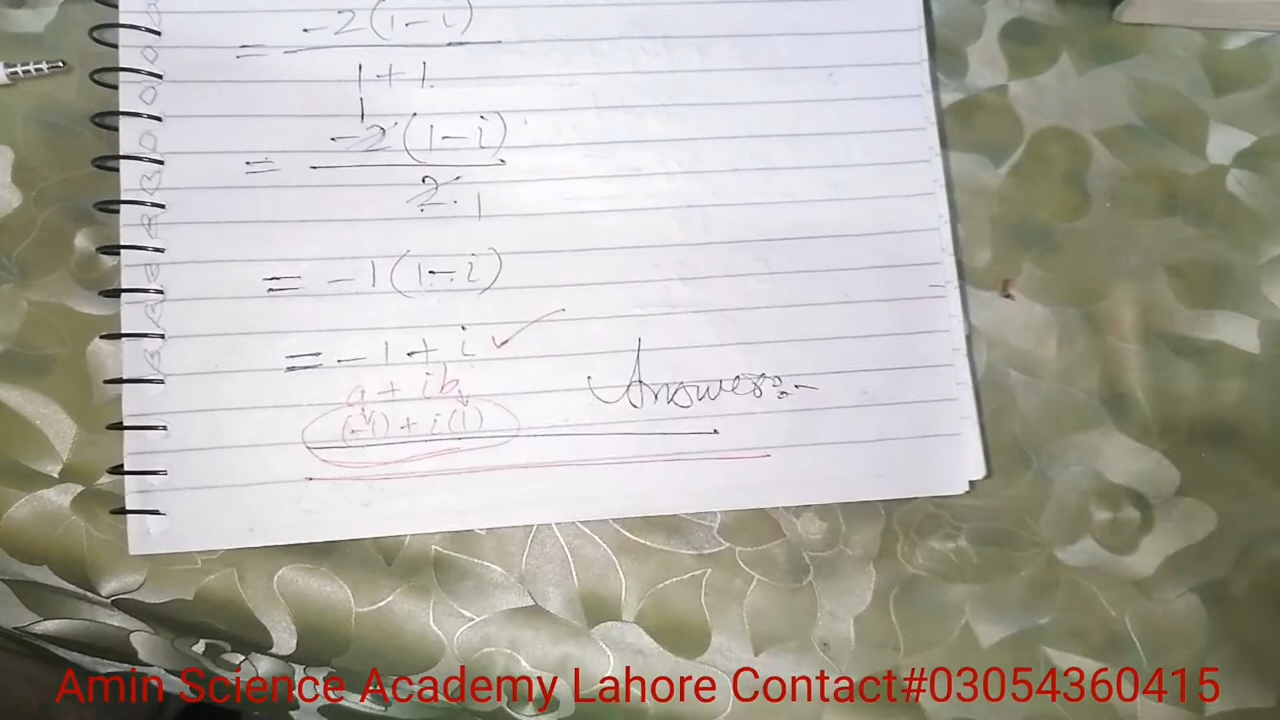 = -2(1-i)
1+1
1
= -2(1-i)
2 1
= -1(1-i)
= -1+i ✓
a+ib
(-1)+i(1)
Answer:-
Amin Science Academy Lahore Contact#03054360415